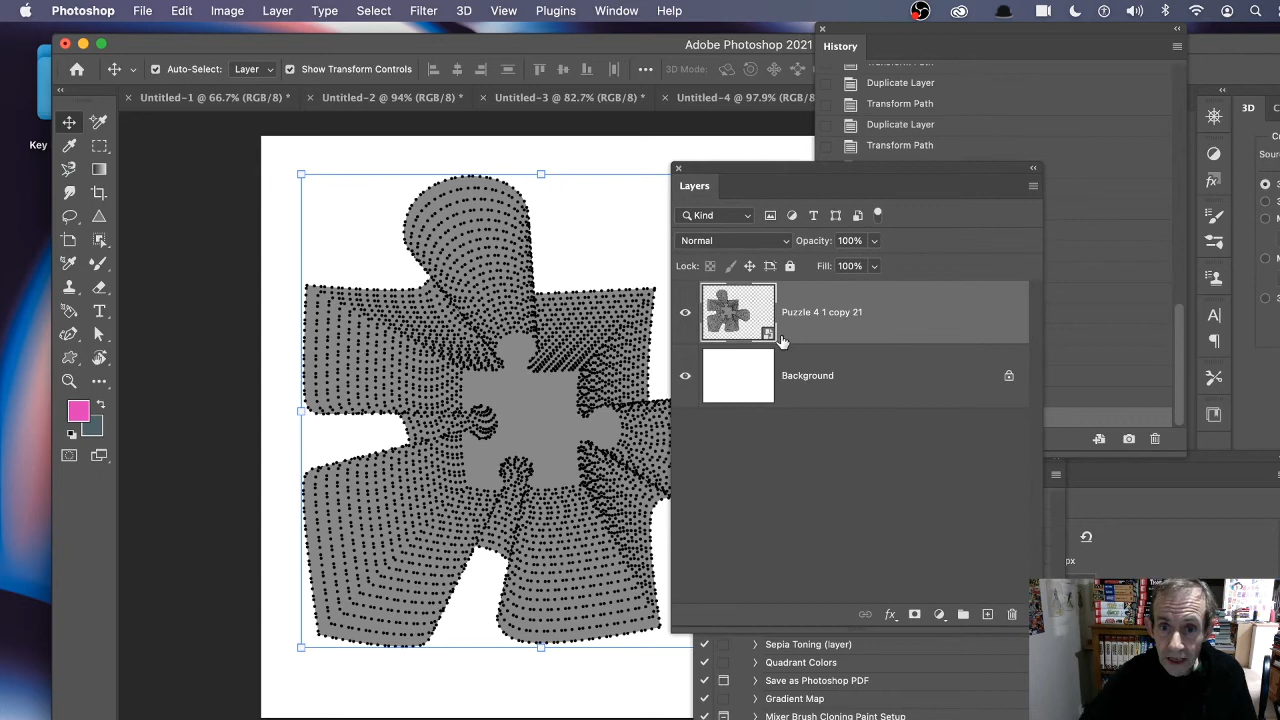 Photoshop File Edit Image Layer Type Select Filter 3D View Plugins Window Help
Adobe Photoshop 2021
History
Auto-Select: Layer Show Transform Controls ••• 3D Mode:
Untitled-1 @ 66.7% (RGB/8) * Untitled-2 @ 94% (RGB/8) * Untitled-3 @ 82.7% (RGB/8) * Untitled-4 @ 97.9% (RGB/8
Duplicate Layer
Transform Path
Duplicate Layer
Transform Path
3D
Key
Layers
Kind
Normal Opacity: 100%
Lock: Fill: 100%
Puzzle 4 1 copy 21
Background
px
Sepia Toning (layer)
Quadrant Colors
Save as Photoshop PDF
Gradient Map
Mixer Brush Cloning Paint Setup